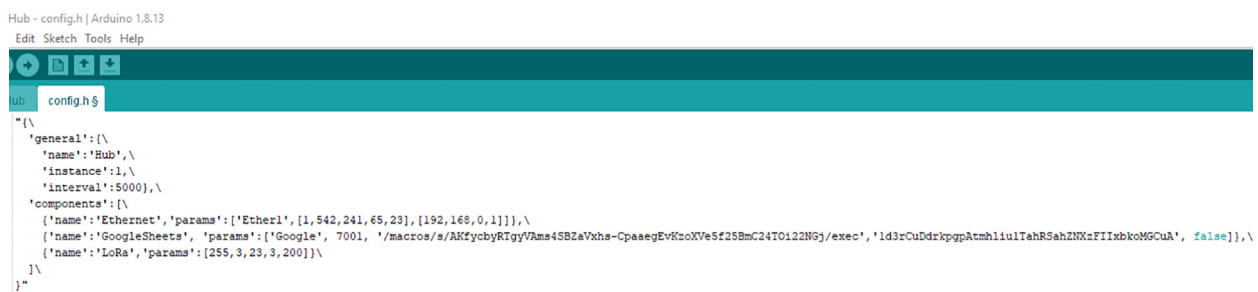 Hub - config.h | Arduino 1.8.13
Edit Sketch Tools Help
Hub config.h §
"{\
'general':{\
'name':'Hub',\
'instance':1,\
'interval':5000},\
'components':[\
{'name':'Ethernet','params':['Ether1',[1,542,241,65,23],[192,168,0,1]]},\
{'name':'GoogleSheets', 'params':['Google', 7001, '/macros/s/AKfycbyRTgyVAms4SBZaVxhs-CpaaegEvKzoXVe5f25BmC24TOi22NGj/exec','1d3rCuDdrkpgpAtmhliulTahRSahZNXzFIIxbkoMGCuA', false]},\
{'name':'LoRa','params':[255,3,23,3,200]}\
]\
}"